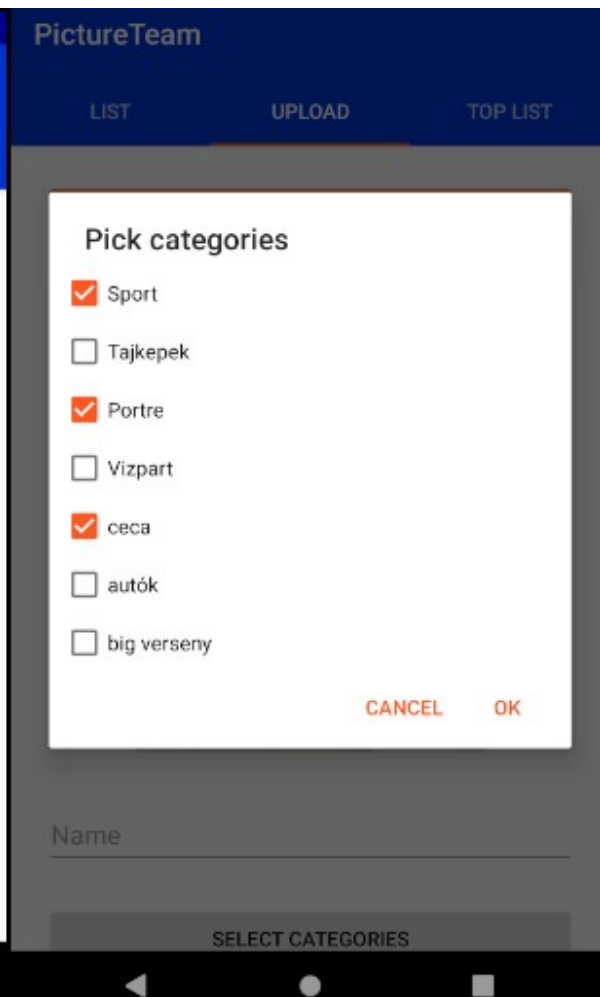 PictureTeam
LIST UPLOAD TOP LIST
Pick categories
Sport
Tajkepek
Portre
Vizpart
ceca
autók
big verseny
CANCEL OK
Name
SELECT CATEGORIES